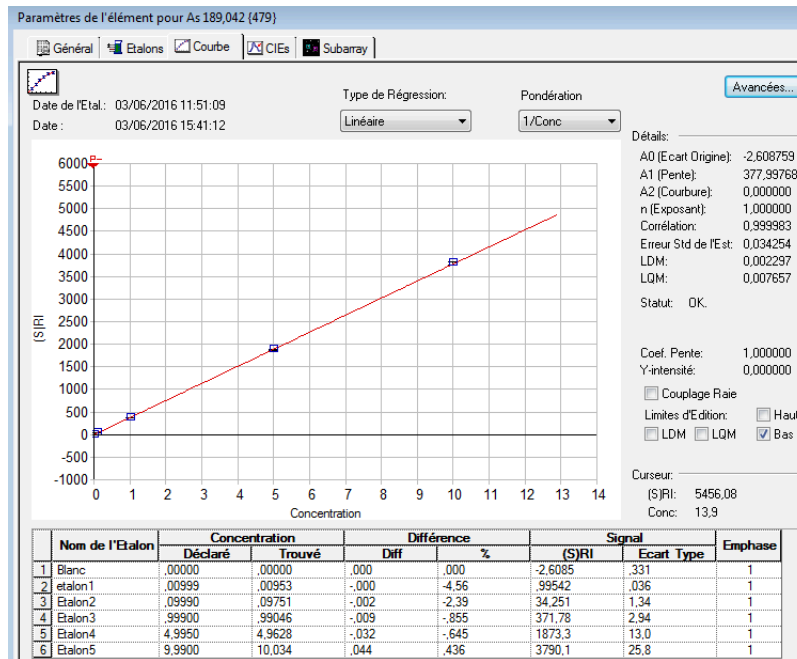 Paramètres de l'élément pour As 189,042 {479}
Général Etalons Courbe CIEs Subarray
Date de l'Etal.: 03/06/2016 11:51:09
Date : 03/06/2016 15:41:12
Type de Régression:
Linéaire
Pondération
1/Conc
Avancées...
Détails:
A0 (Ecart Origine): -2,608759
A1 (Pente): 377,99768
A2 (Courbure): 0,000000
n (Exposant): 1,000000
Corrélation: 0,999983
Erreur Std de l'Est: 0,034254
LDM: 0,002297
LQM: 0,007657
Statut: OK.
Coef. Pente: 1,000000
Y-intensité: 0,000000
Couplage Raie
Limites d'Edition: Haut
LDM LQM Bas
Curseur:
(S)RI: 5456,08
Conc: 13,9
6000
5500
5000
4500
4000
3500
3000
2500
2000
1500
1000
500
0
-500
-1000
(S)RI
0 1 2 3 4 5 6 7 8 9 10 11 12 13 14
Concentration
Nom de l'Etalon Concentration Différence Signal Emphase
Déclaré Trouvé Diff % (S)RI Ecart Type
1 Blanc ,00000 ,00000 ,000 ,000 -2,6085 ,331 1
2 etalon1 ,00999 ,00953 -,000 -4,56 ,99542 ,036 1
3 Etalon2 ,09990 ,09751 -,002 -2,39 34,251 1,34 1
4 Etalon3 ,99900 ,99046 -,009 -,855 371,78 2,94 1
5 Etalon4 4,9950 4,9628 -,032 -,645 1873,3 13,0 1
6 Etalon5 9,9900 10,034 ,044 ,436 3790,1 25,8 1